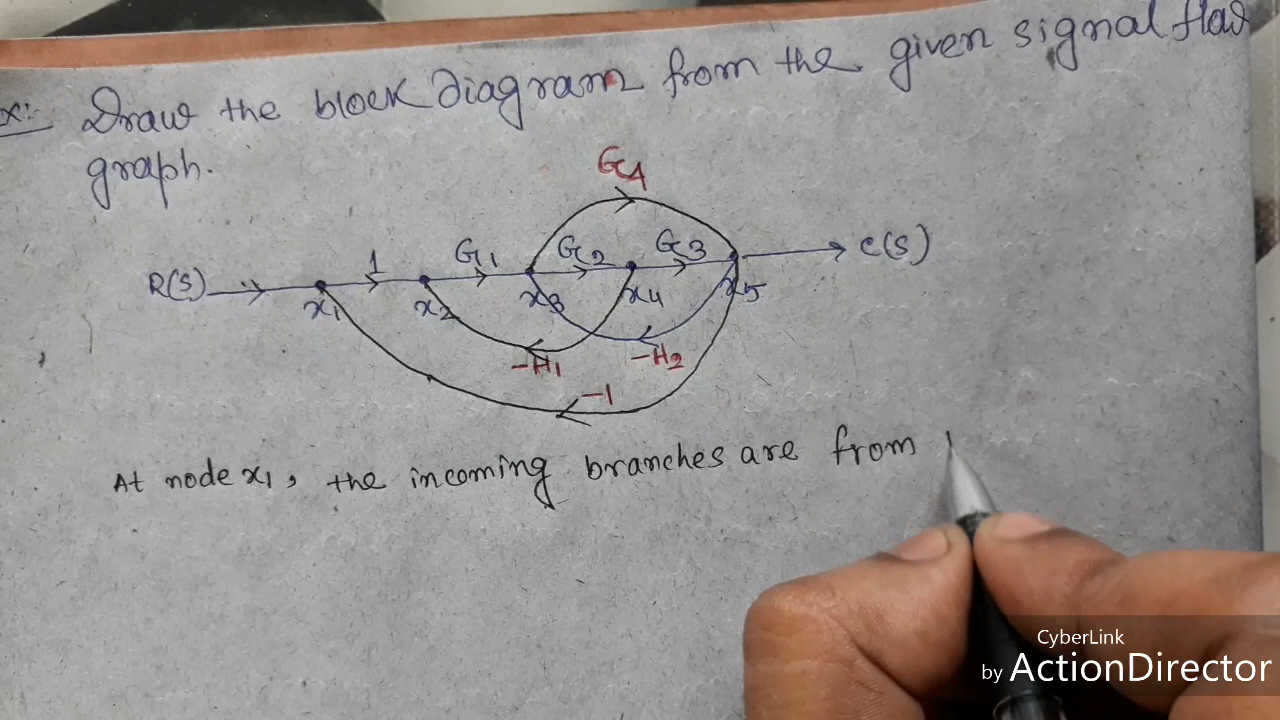 x:- Draw the block diagram from the given signal flow
graph.
G4
R(S) 1 G1 G2 G3 C(S)
x1 x2 x3 x4 x5
-H1 -H2
-1
At node x1, the incoming branches are from
CyberLink
by ActionDirector